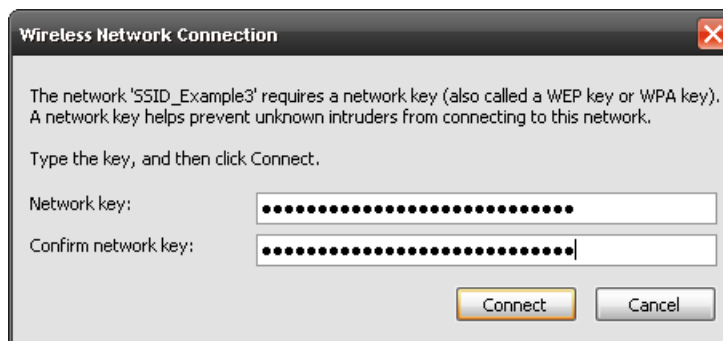 Wireless Network Connection
The network 'SSID_Example3' requires a network key (also called a WEP key or WPA key).
A network key helps prevent unknown intruders from connecting to this network.
Type the key, and then click Connect.
Network key: ••••••••••••••••••••••••••••
Confirm network key: ••••••••••••••••••••••••••••
Connect Cancel